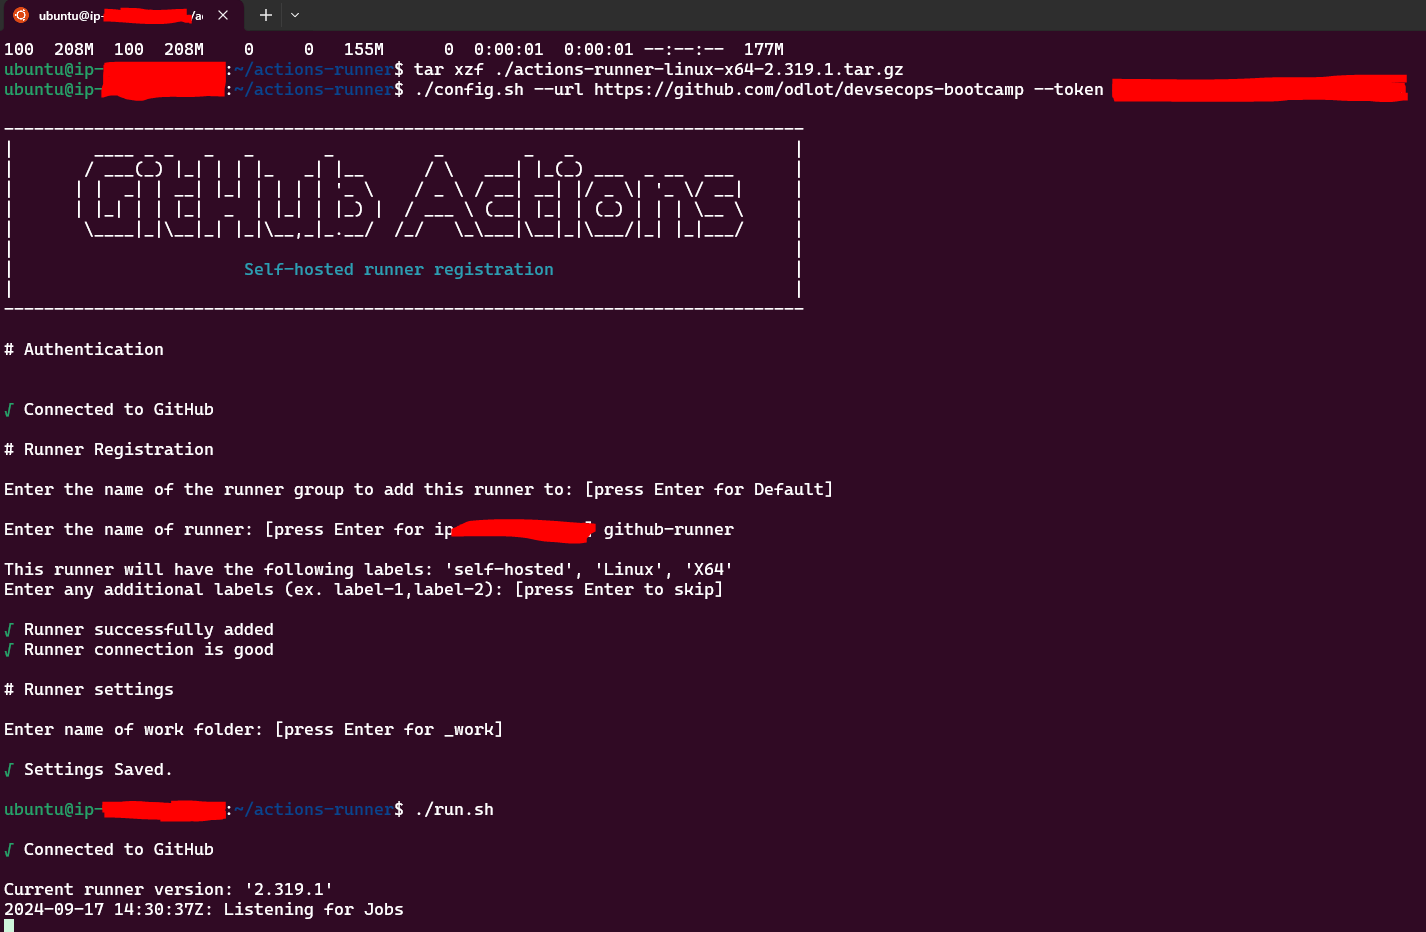 ubuntu@ip- /a
100  208M  100  208M    0     0   155M      0  0:00:01  0:00:01 --:--:--  177M
ubuntu@ip- :~/actions-runner$ tar xzf ./actions-runner-linux-x64-2.319.1.tar.gz
ubuntu@ip- :~/actions-runner$ ./config.sh --url https://github.com/odlot/devsecops-bootcamp --token
GitHub Actions
Self-hosted runner registration
# Authentication
√ Connected to GitHub
# Runner Registration
Enter the name of the runner group to add this runner to: [press Enter for Default]
Enter the name of runner: [press Enter for ip ] github-runner
This runner will have the following labels: 'self-hosted', 'Linux', 'X64'
Enter any additional labels (ex. label-1,label-2): [press Enter to skip]
√ Runner successfully added
√ Runner connection is good
# Runner settings
Enter name of work folder: [press Enter for _work]
√ Settings Saved.
ubuntu@ip- :~/actions-runner$ ./run.sh
√ Connected to GitHub
Current runner version: '2.319.1'
2024-09-17 14:30:37Z: Listening for Jobs